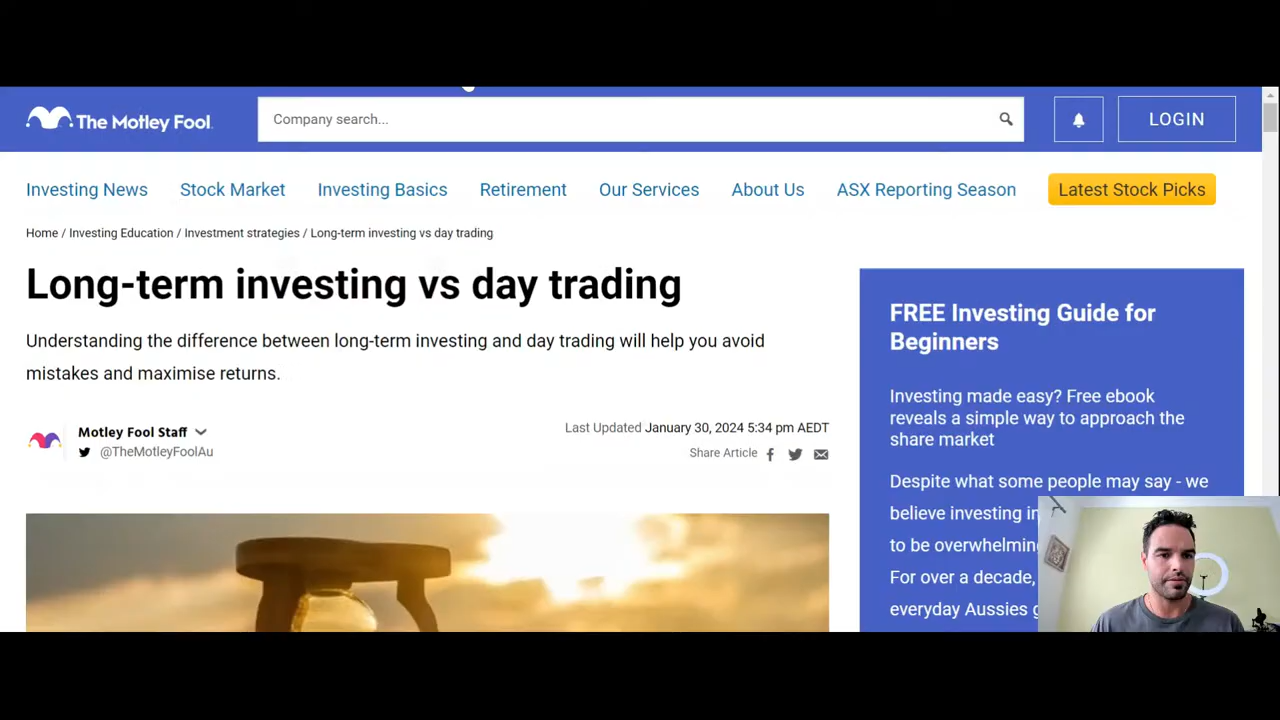 The Motley Fool
Company search...
LOGIN
Investing News Stock Market Investing Basics Retirement Our Services About Us ASX Reporting Season Latest Stock Picks
Home / Investing Education / Investment strategies / Long-term investing vs day trading
Long-term investing vs day trading
Understanding the difference between long-term investing and day trading will help you avoid
mistakes and maximise returns.
Motley Fool Staff
@TheMotleyFoolAu
Last Updated January 30, 2024 5:34 pm AEDT
Share Article
FREE Investing Guide for
Beginners
Investing made easy? Free ebook
reveals a simple way to approach the
share market
Despite what some people may say - we
believe investing
to be overwhelming
For over a decade,
everyday Aussies